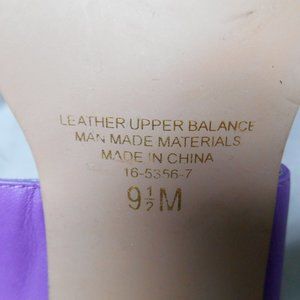 LEATHER UPPER BALANCE
MAN MADE MATERIALS
MADE IN CHINA
16-5356-7
9½M